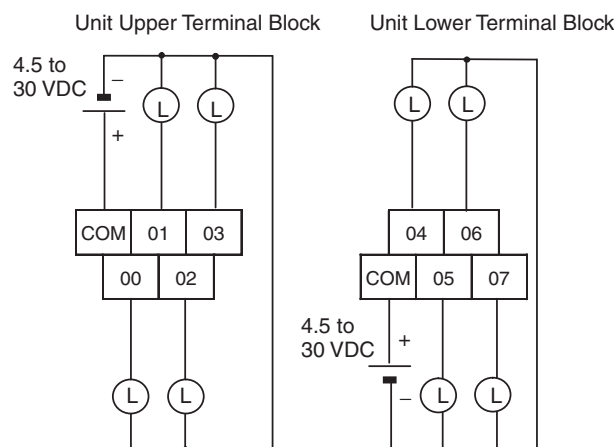 Unit Upper Terminal Block
4.5 to
30 VDC
–
+
L
L
COM 01 03
00 02
L
L
Unit Lower Terminal Block
L
L
04 06
COM 05 07
4.5 to
30 VDC
+
–
L
L